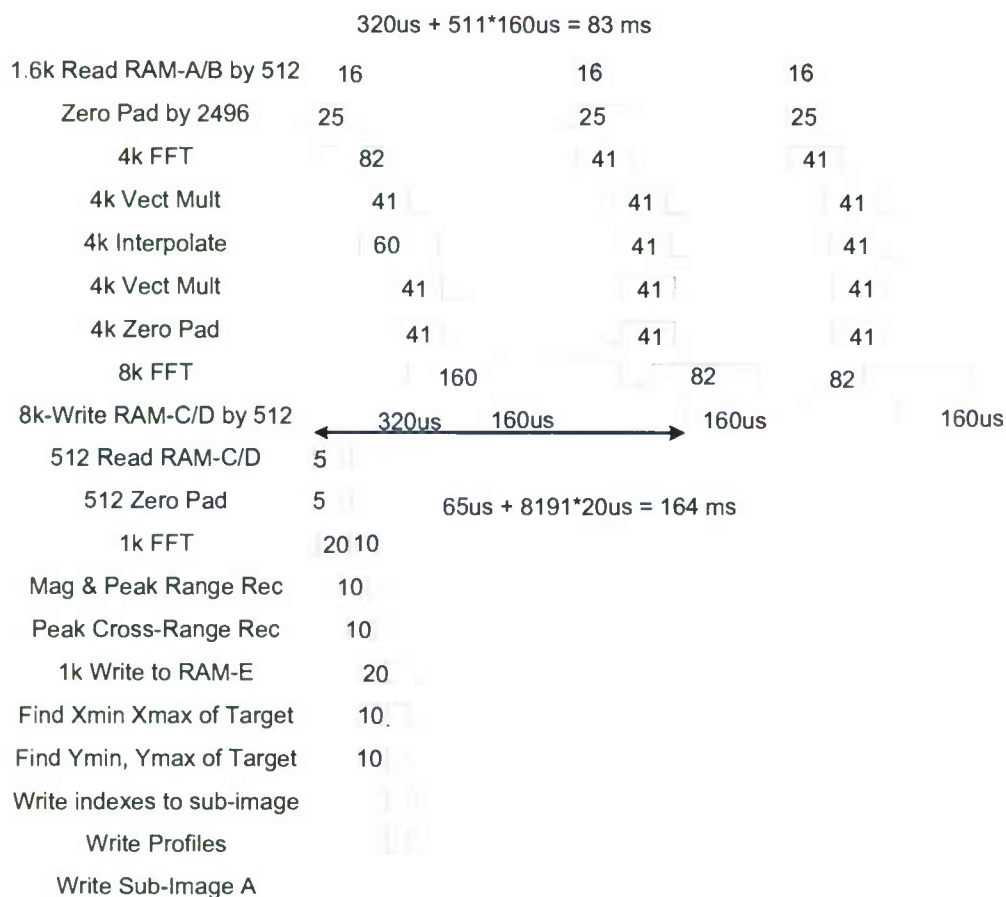 320us + 511*160us = 83 ms
1.6k Read RAM-A/B by 512 16 16 16
Zero Pad by 2496 25 25 25
4k FFT 82 41 41
4k Vect Mult 41 41 41
4k Interpolate 60 41 41
4k Vect Mult 41 41 41
4k Zero Pad 41 41 41
8k FFT 160 82 82
8k-Write RAM-C/D by 512 320us 160us 160us 160us
512 Read RAM-C/D 5
512 Zero Pad 5 65us + 8191*20us = 164 ms
1k FFT 20 10
Mag & Peak Range Rec 10
Peak Cross-Range Rec 10
1k Write to RAM-E 20
Find Xmin Xmax of Target 10
Find Ymin, Ymax of Target 10
Write indexes to sub-image
Write Profiles
Write Sub-Image A